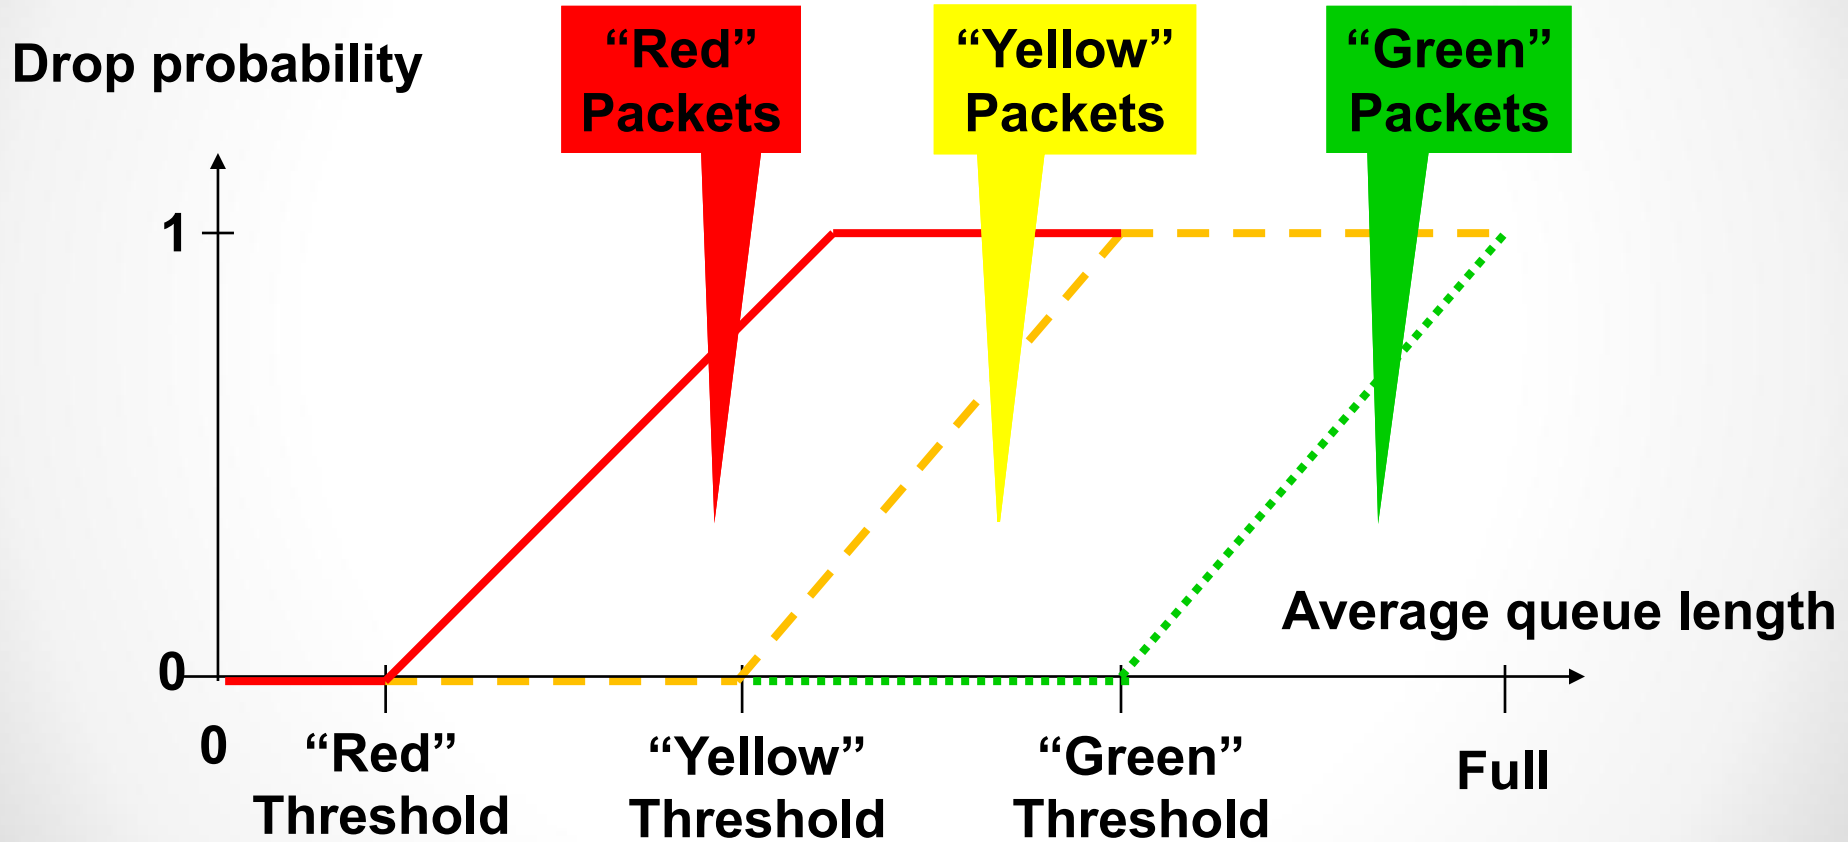 Drop probability
“Red”
Packets
“Yellow”
Packets
“Green”
Packets
1
Average queue length
0
0
“Red”
Threshold
“Yellow”
Threshold
“Green”
Threshold
Full